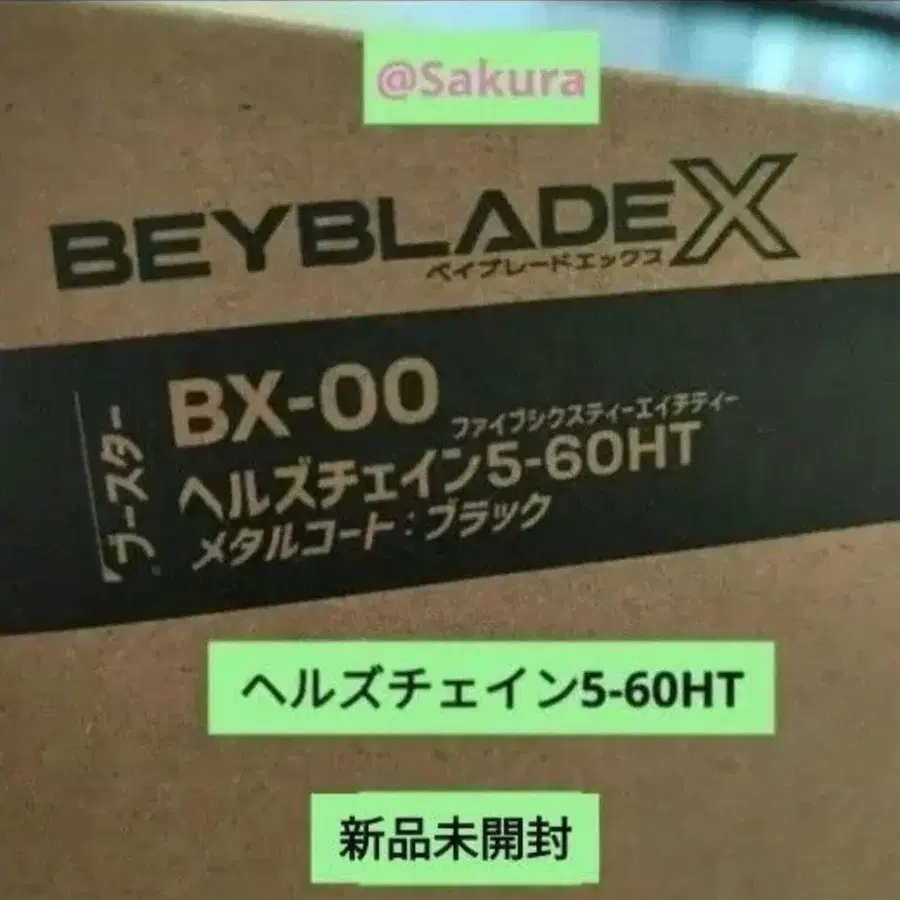 @Sakura
BEYBLADE X
ベイブレードエックス
ブースター
BX-00
ファイブシックスティーエイチティー
ヘルズチェイン5-60HT
メタルコート:ブラック
ヘルズチェイン5-60HT
新品未開封